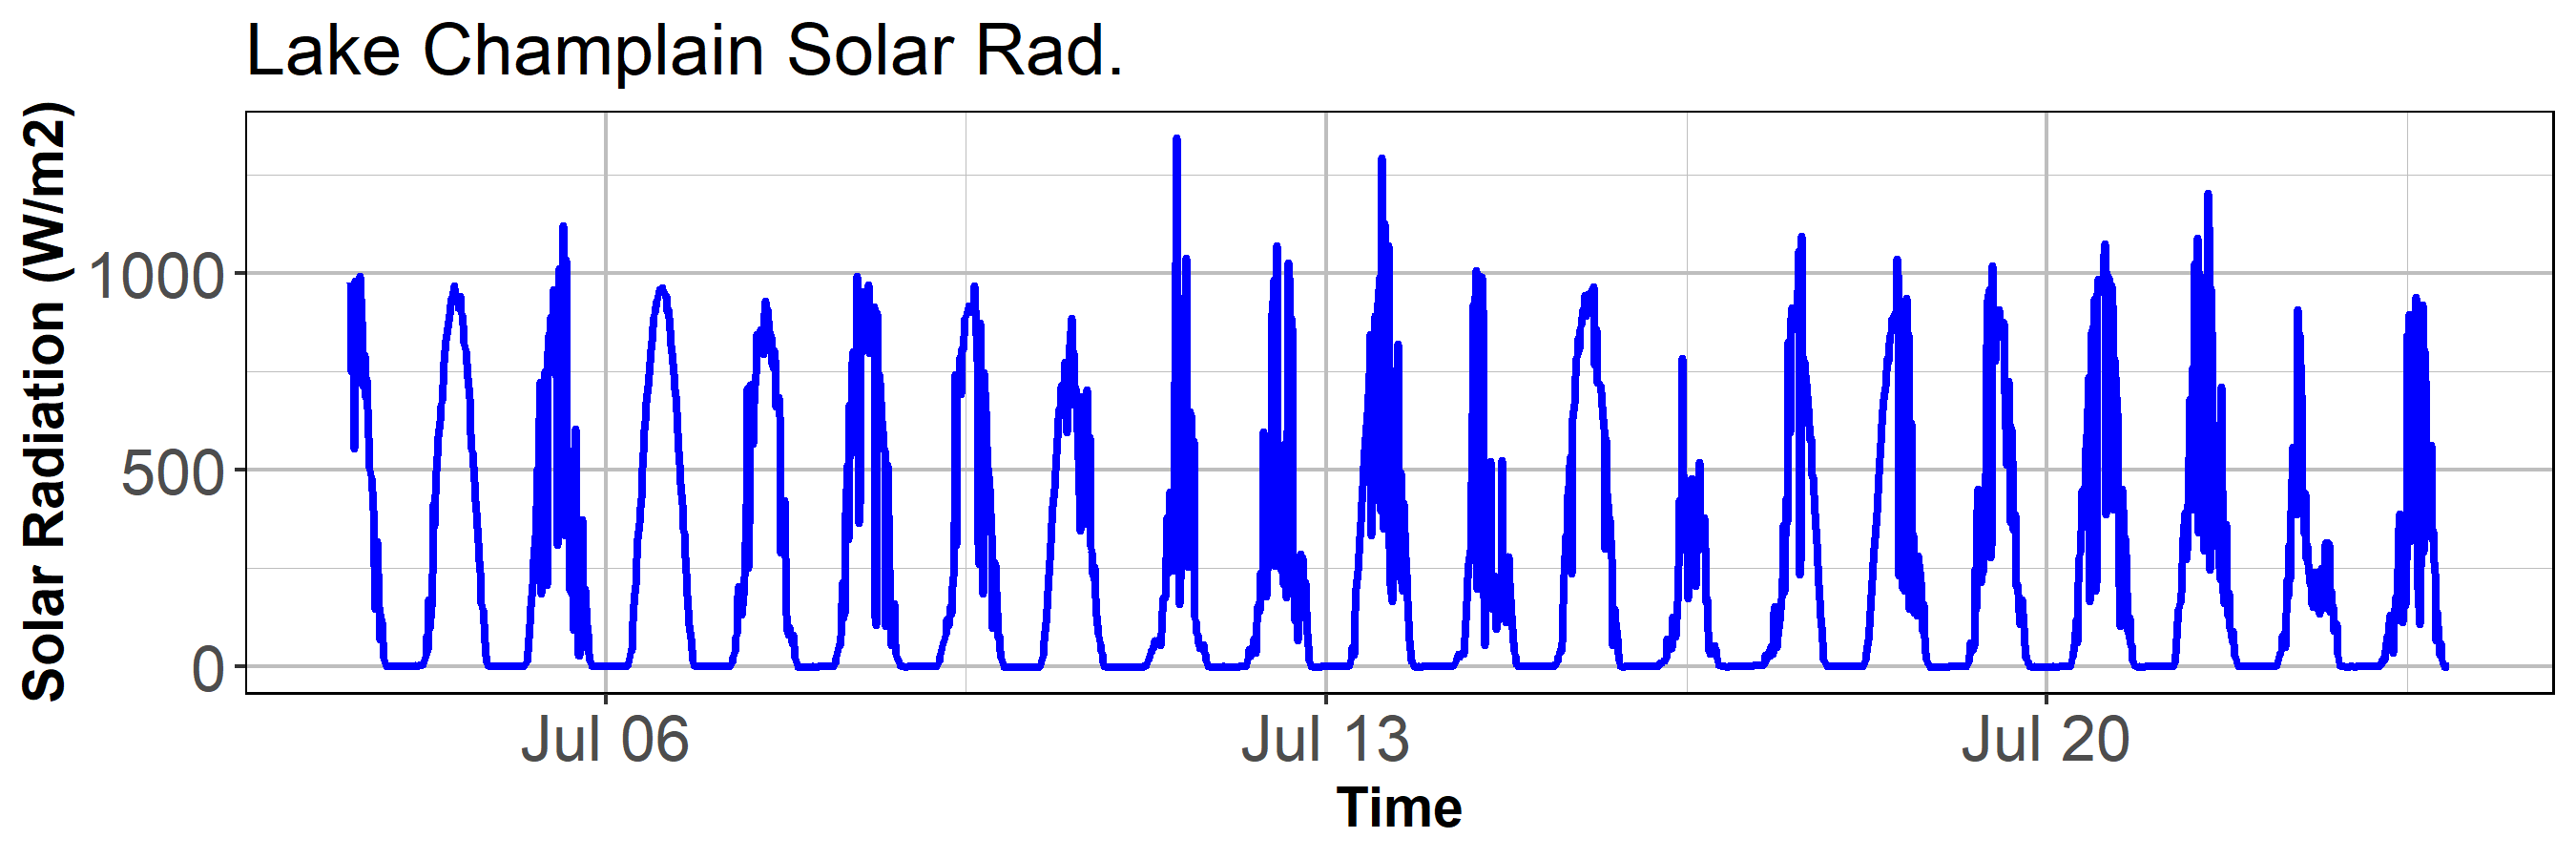 Lake Champlain Solar Rad.
Solar Radiation (W/m2)
1000
500
0
Jul 06
Jul 13
Jul 20
Time